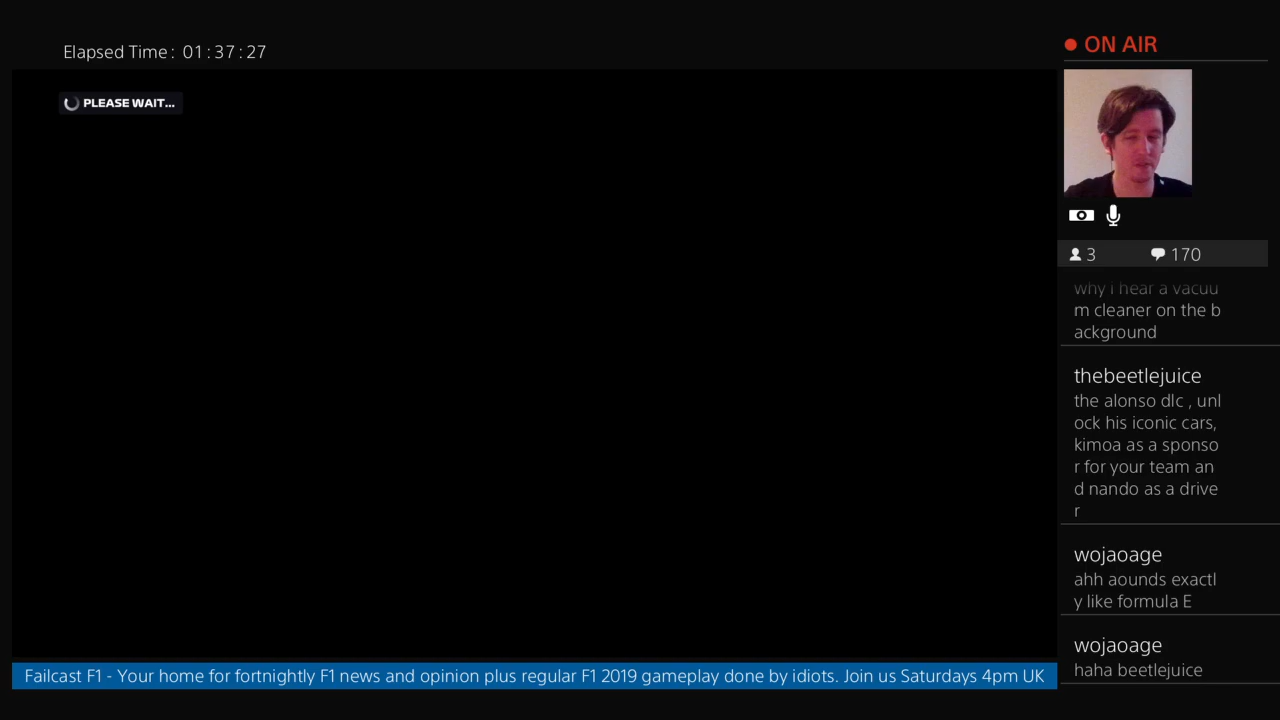 Elapsed Time: 01:37:27
ON AIR
PLEASE WAIT...
3 170
why i hear a vacuu
m cleaner on the b
ackground
thebeetlejuice
the alonso dlc , unl
ock his iconic cars,
kimoa as a sponso
r for your team an
d nando as a drive
r
wojaoage
ahh aounds exactl
y like formula E
wojaoage
haha beetlejuice
Failcast F1 - Your home for fortnightly F1 news and opinion plus regular F1 2019 gameplay done by idiots. Join us Saturdays 4pm UK